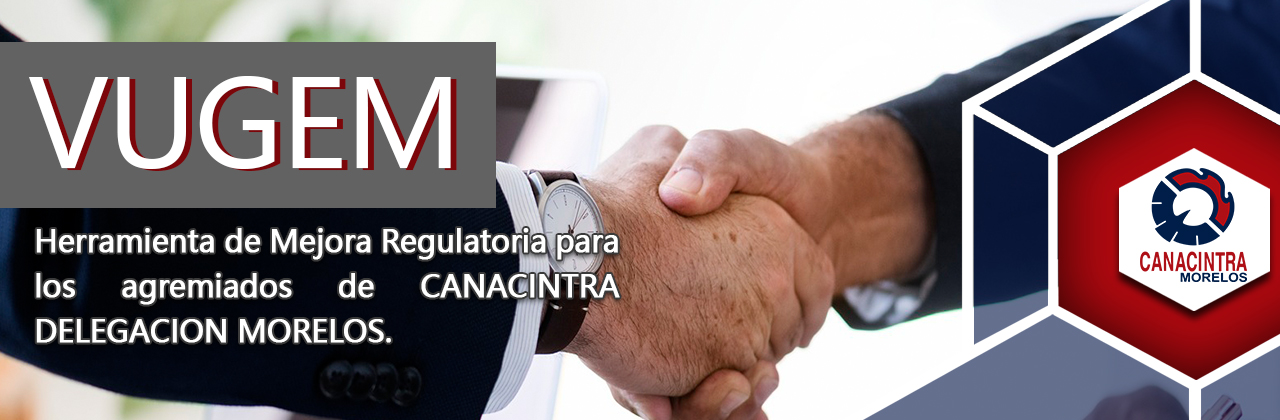 VUGEM
Herramienta de Mejora Regulatoria para
los agremiados de CANACINTRA
DELEGACION MORELOS.
CANACINTRA
MORELOS